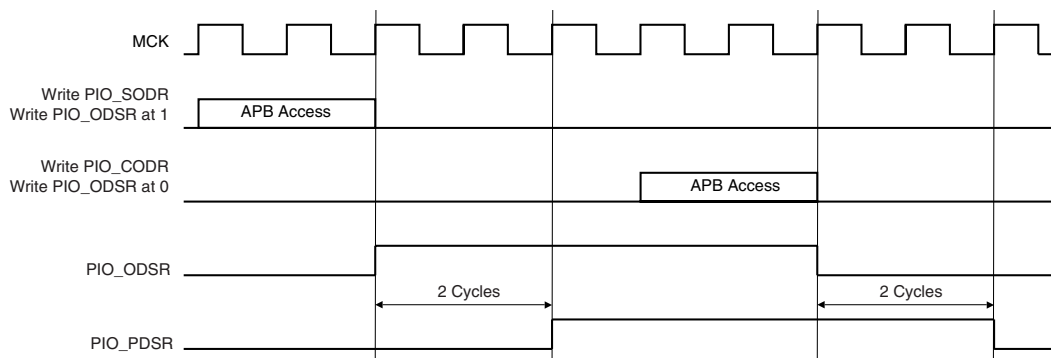 MCK
Write PIO_SODR
Write PIO_ODSR at 1
APB Access
Write PIO_CODR
Write PIO_ODSR at 0
APB Access
PIO_ODSR
2 Cycles
2 Cycles
PIO_PDSR